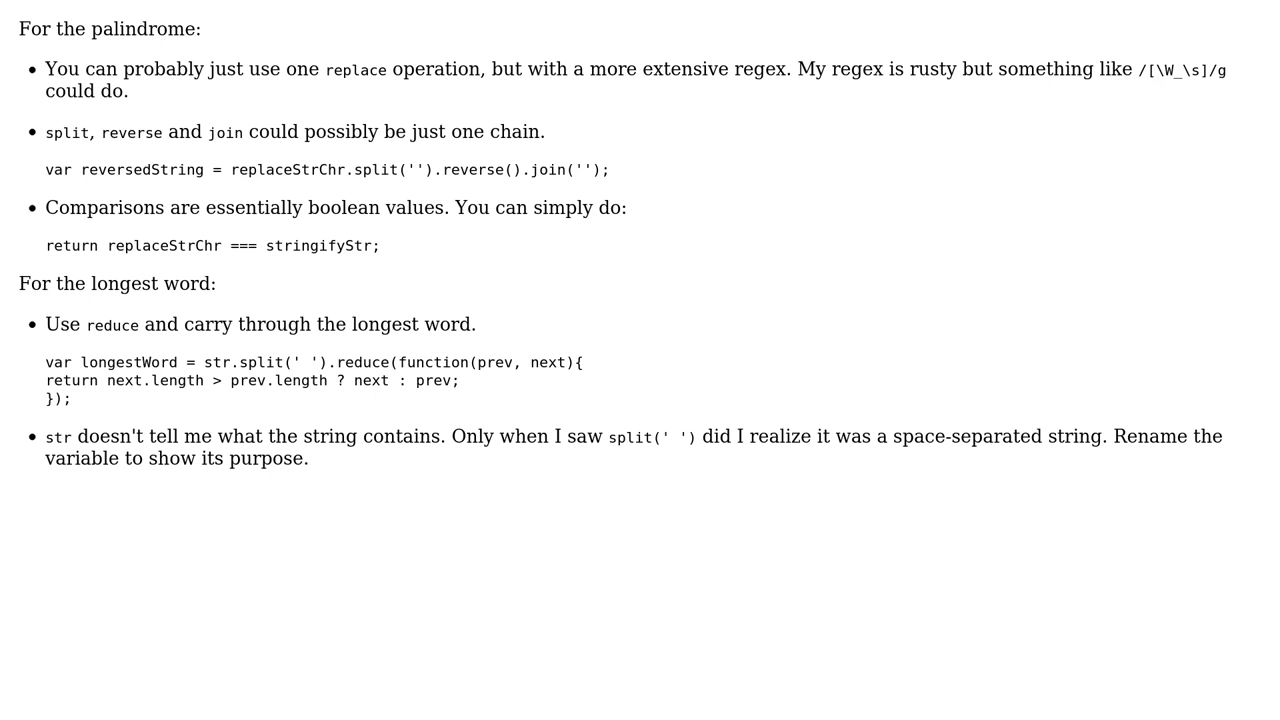 For the palindrome:
You can probably just use one replace operation, but with a more extensive regex. My regex is rusty but something like /[\W_\s]/g
could do.
split, reverse and join could possibly be just one chain.
var reversedString = replaceStrChr.split('').reverse().join('');
Comparisons are essentially boolean values. You can simply do:
return replaceStrChr === stringifyStr;
For the longest word:
Use reduce and carry through the longest word.
var longestWord = str.split(' ').reduce(function(prev, next){
return next.length > prev.length ? next : prev;
});
str doesn't tell me what the string contains. Only when I saw split(' ') did I realize it was a space-separated string. Rename the
variable to show its purpose.